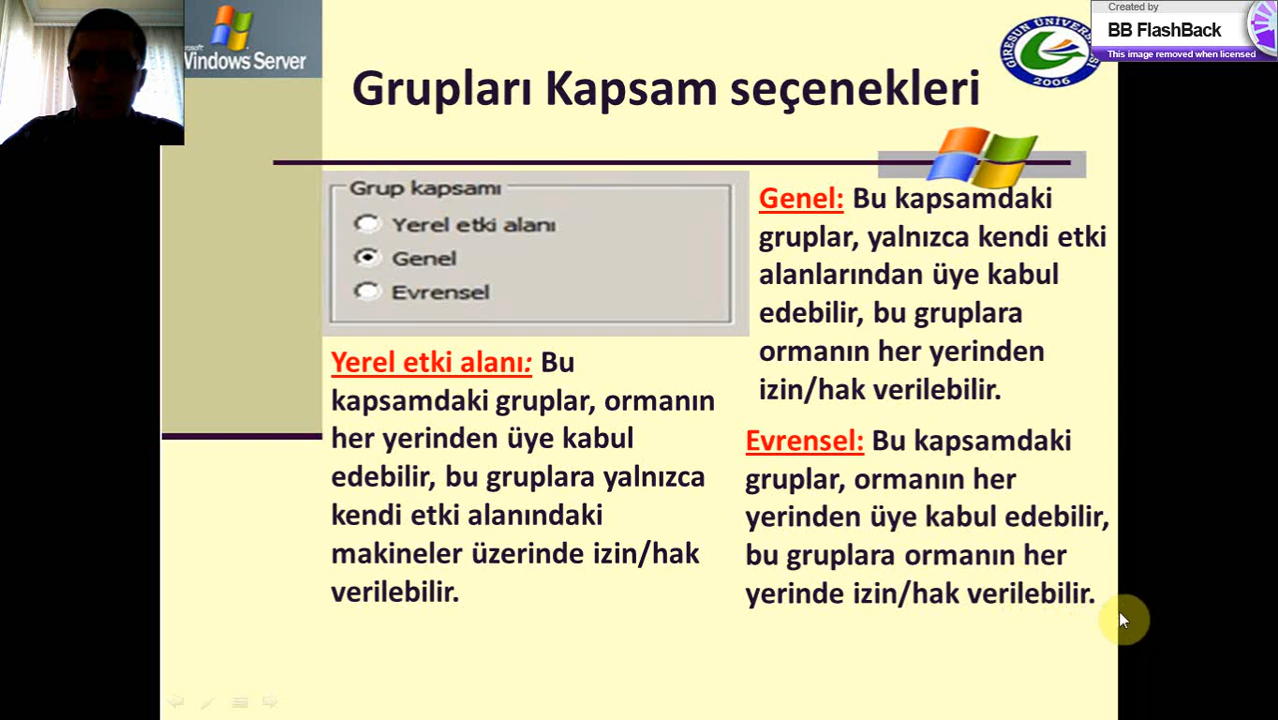 Microsoft
Windows Server
GİRESUN ÜNİVERSİTESİ
2006
Created by
BB FlashBack
This image removed when licensed
Grupları Kapsam seçenekleri
Grup kapsamı
Yerel etki alanı
Genel
Evrensel
Yerel etki alanı: Bu
kapsamdaki gruplar, ormanın
her yerinden üye kabul
edebilir, bu gruplara yalnızca
kendi etki alanındaki
makineler üzerinde izin/hak
verilebilir.
Genel: Bu kapsamdaki
gruplar, yalnızca kendi etki
alanlarından üye kabul
edebilir, bu gruplara
ormanın her yerinden
izin/hak verilebilir.
Evrensel: Bu kapsamdaki
gruplar, ormanın her
yerinden üye kabul edebilir,
bu gruplara ormanın her
yerinde izin/hak verilebilir.